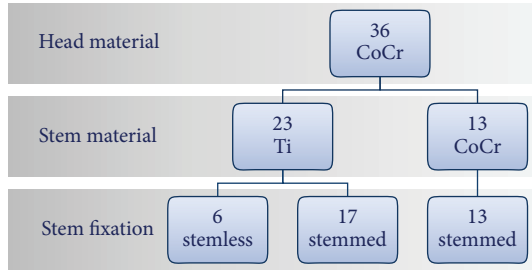 Head material
36
CoCr
Stem material
23
Ti
13
CoCr
Stem fixation
6
stemless
17
stemmed
13
stemmed